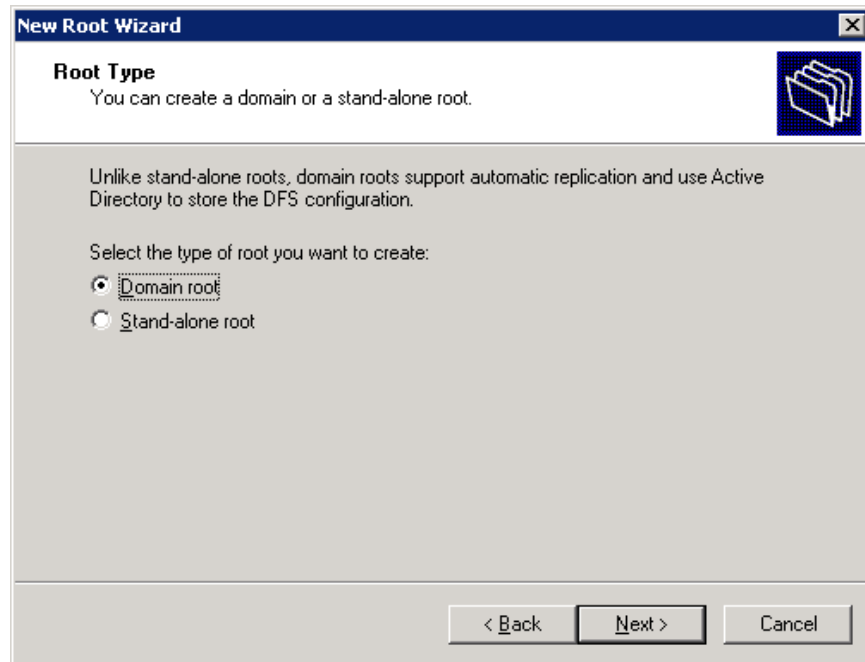 New Root Wizard
Root Type
You can create a domain or a stand-alone root.
Unlike stand-alone roots, domain roots support automatic replication and use Active
Directory to store the DFS configuration.
Select the type of root you want to create:
Domain root
Stand-alone root
< Back
Next >
Cancel